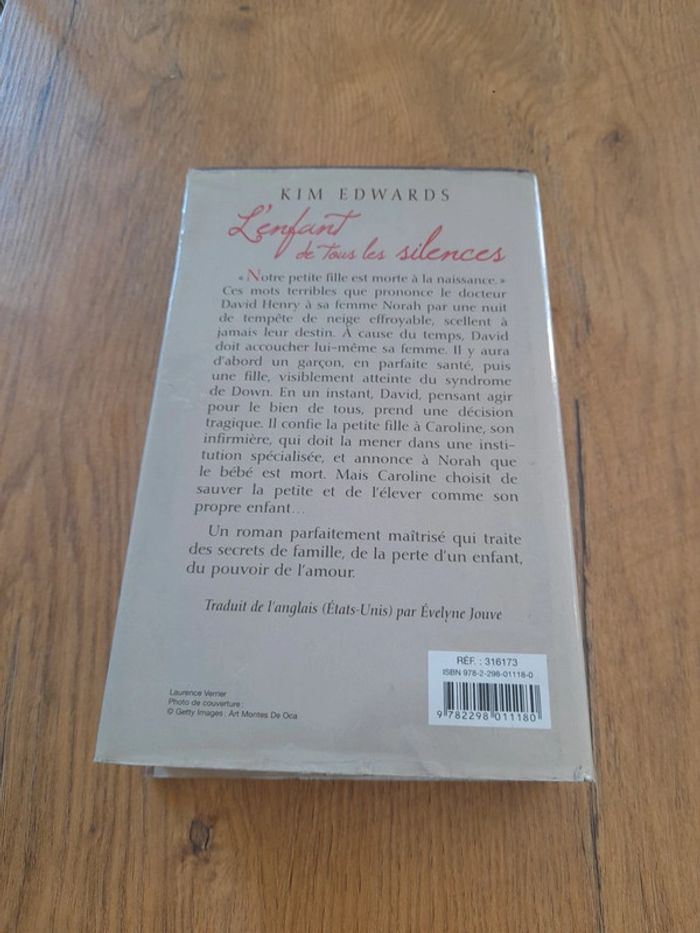 KIM EDWARDS
L'enfant
de tous les silences
« Notre petite fille est morte à la naissance. »
Ces mots terribles que prononce le docteur
David Henry à sa femme Norah par une nuit
de tempête de neige effroyable, scellent à
jamais leur destin. À cause du temps, David
doit accoucher lui-même sa femme. Il y aura
d'abord un garçon, en parfaite santé, puis
une fille, visiblement atteinte du syndrome
de Down. En un instant, David, pensant agir
pour le bien de tous, prend une décision
tragique. Il confie la petite fille à Caroline, son
infirmière, qui doit la mener dans une insti-
tution spécialisée, et annonce à Norah que
le bébé est mort. Mais Caroline choisit de
sauver la petite et de l'élever comme son
propre enfant...
Un roman parfaitement maîtrisé qui traite
des secrets de famille, de la perte d'un enfant,
du pouvoir de l'amour.
Traduit de l'anglais (États-Unis) par Évelyne Jouve
RÉF. : 316173
ISBN 978-2-298-01118-0
9 782298 011180
Laurence Verrier
Photo de couverture :
© Getty Images : Art Montes De Oca